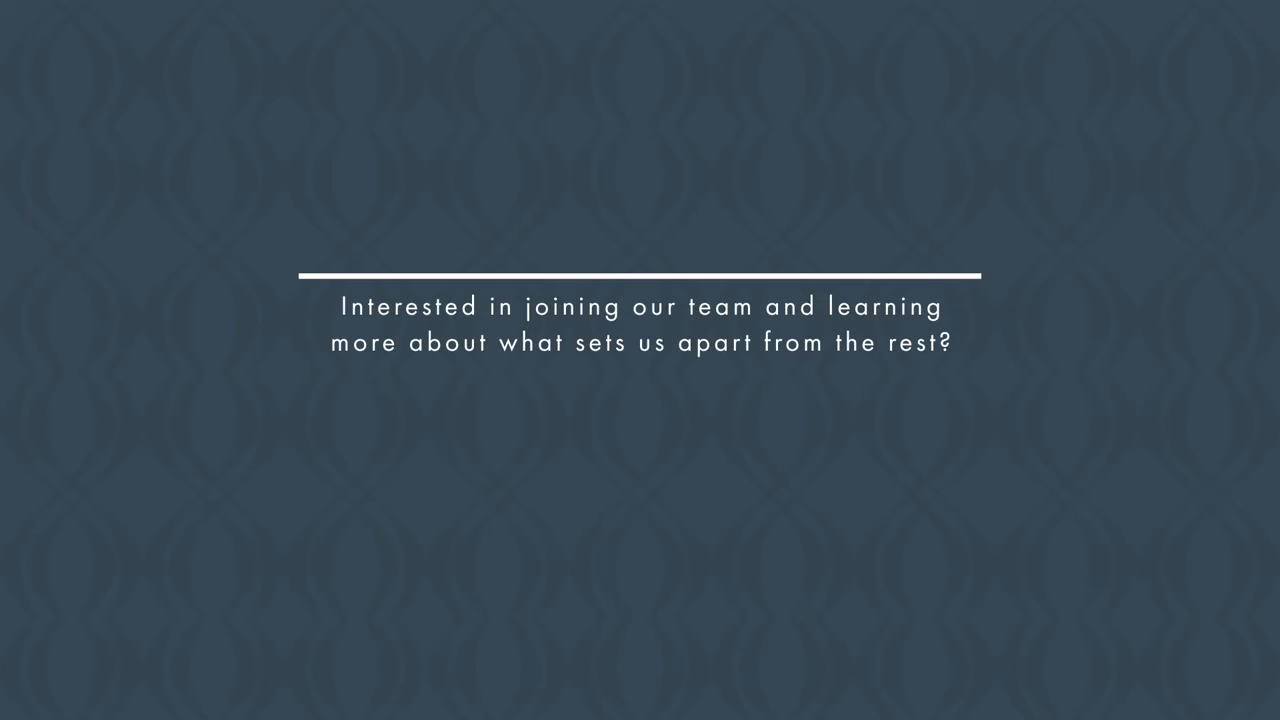 Interested in joining our team and learning
more about what sets us apart from the rest?